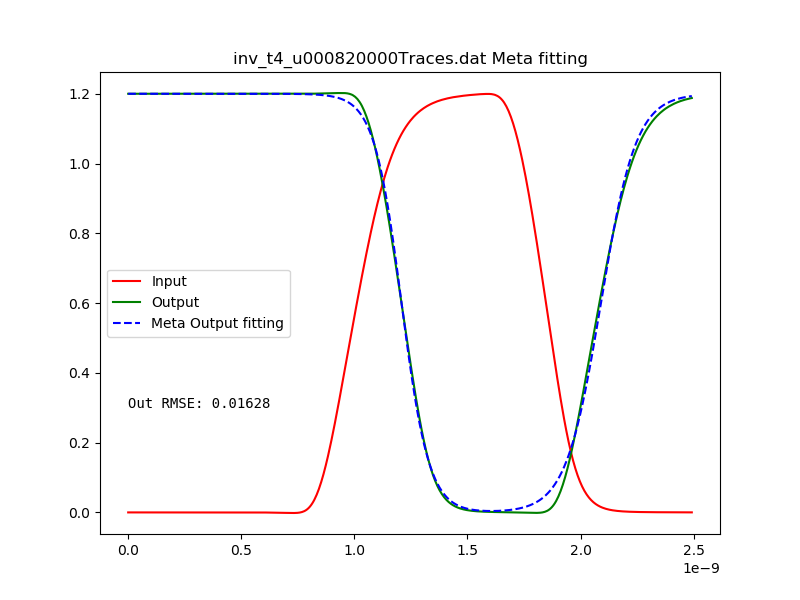 inv_t4_u000820000Traces.dat Meta fitting
1.2
1.0
0.8
0.6
0.4
0.2
0.0
Input
Output
Meta Output fitting
Out RMSE: 0.01628
0.0 0.5 1.0 1.5 2.0 2.5
1e−9